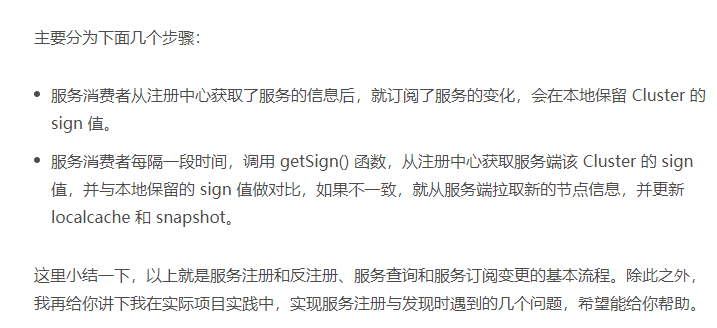 主要分为下面几个步骤：
服务消费者从注册中心获取了服务的信息后，就订阅了服务的变化，会在本地保留 Cluster 的
sign 值。
服务消费者每隔一段时间，调用 getSign() 函数，从注册中心获取服务端该 Cluster 的 sign
值，并与本地保留的 sign 值做对比，如果不一致，就从服务端拉取新的节点信息，并更新
localcache 和 snapshot。
这里小结一下，以上就是服务注册和反注册、服务查询和服务订阅变更的基本流程。除此之外，
我再给你讲下我在实际项目实践中，实现服务注册与发现时遇到的几个问题，希望能给你帮助。